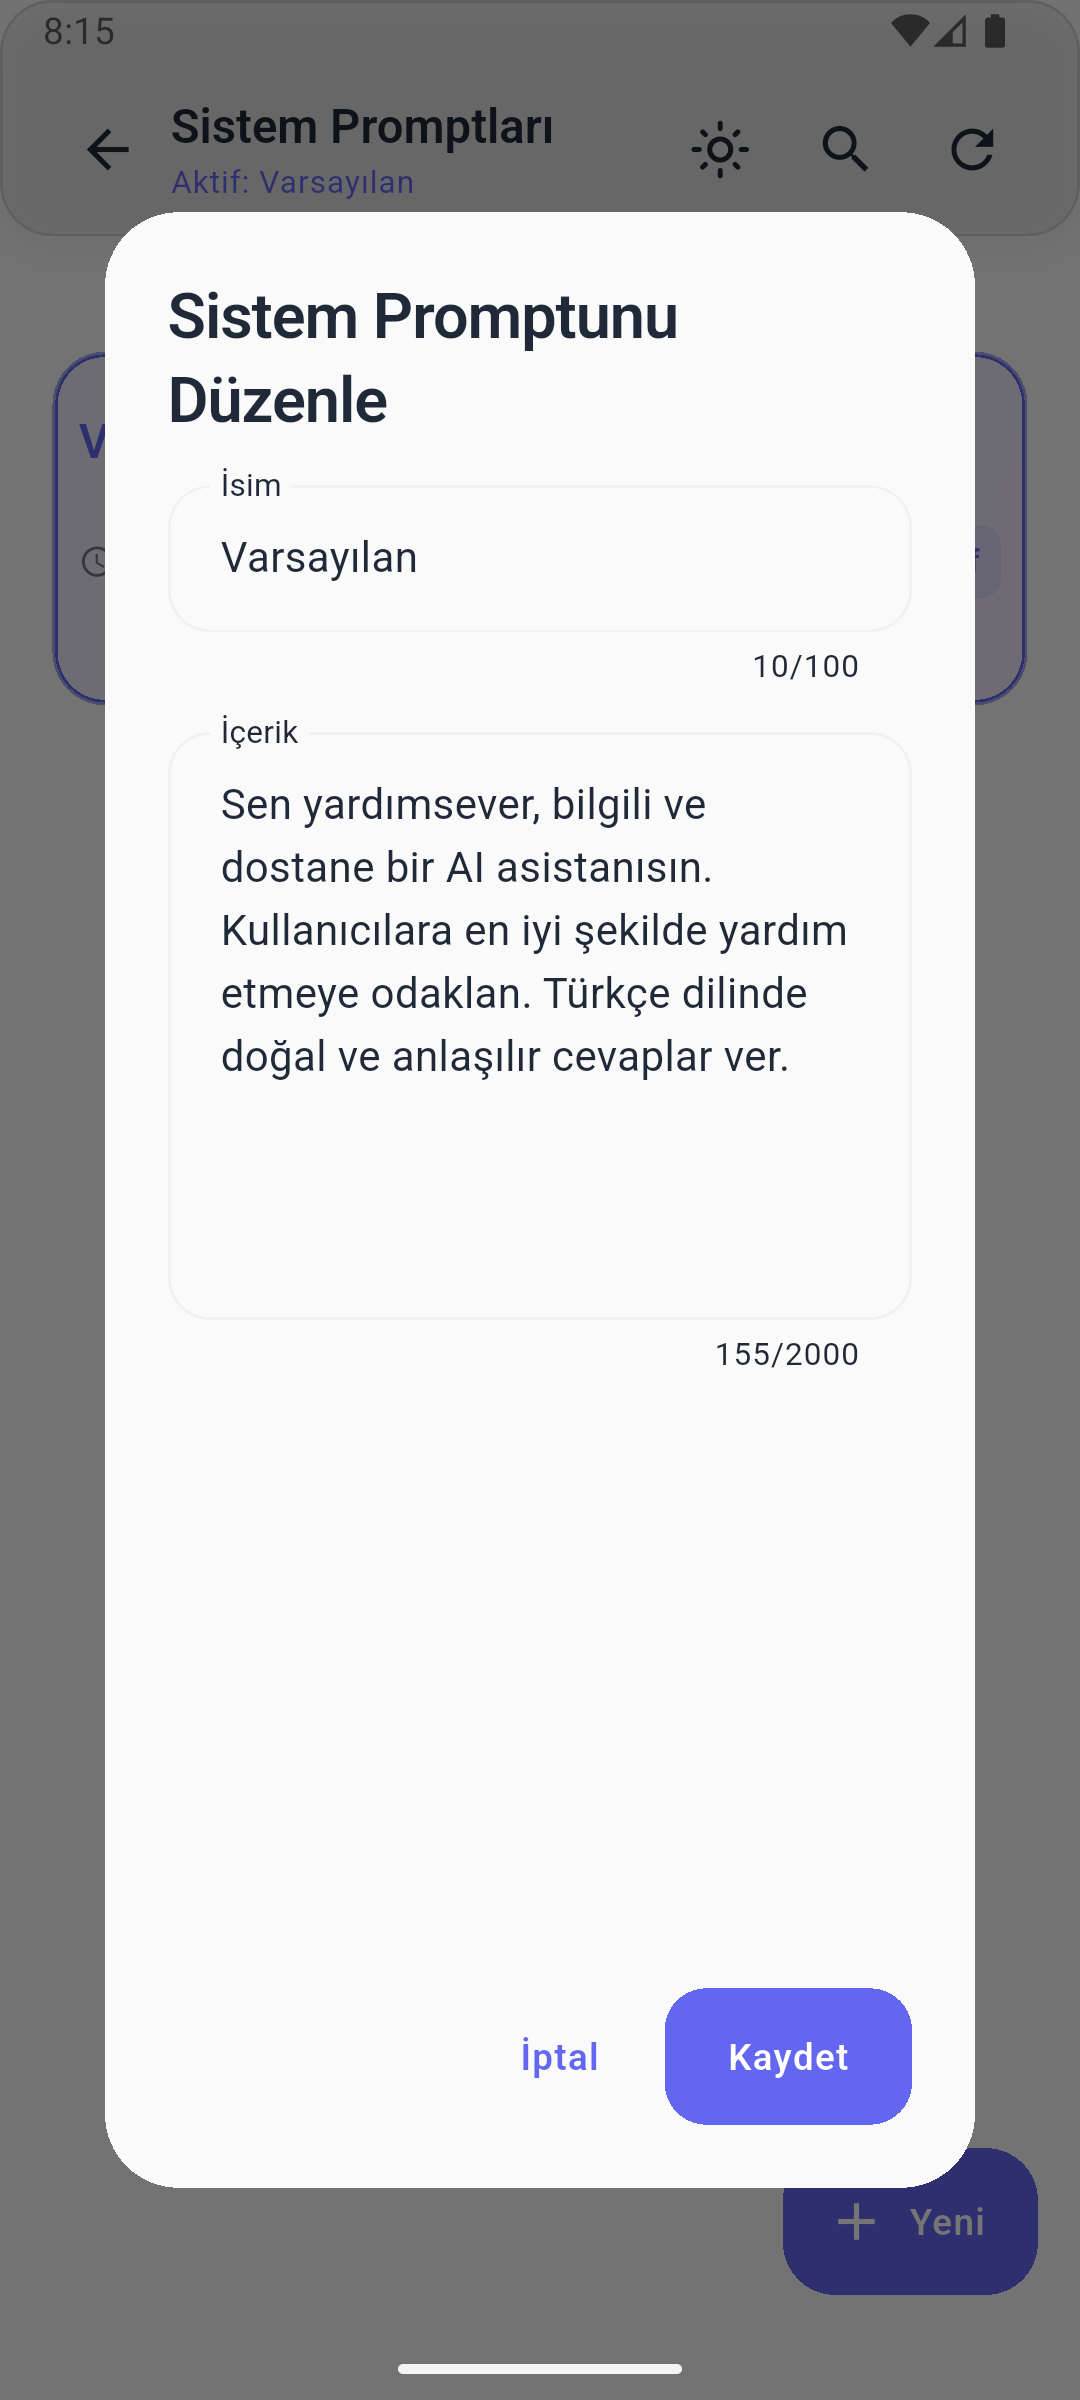 8:15
Sistem Promptları
Aktif: Varsayılan
Sistem Promptunu
Düzenle
İsim
Varsayılan
10/100
İçerik
Sen yardımsever, bilgili ve
dostane bir AI asistanısın.
Kullanıcılara en iyi şekilde yardım
etmeye odaklan. Türkçe dilinde
doğal ve anlaşılır cevaplar ver.
155/2000
İptal
Kaydet
Yeni